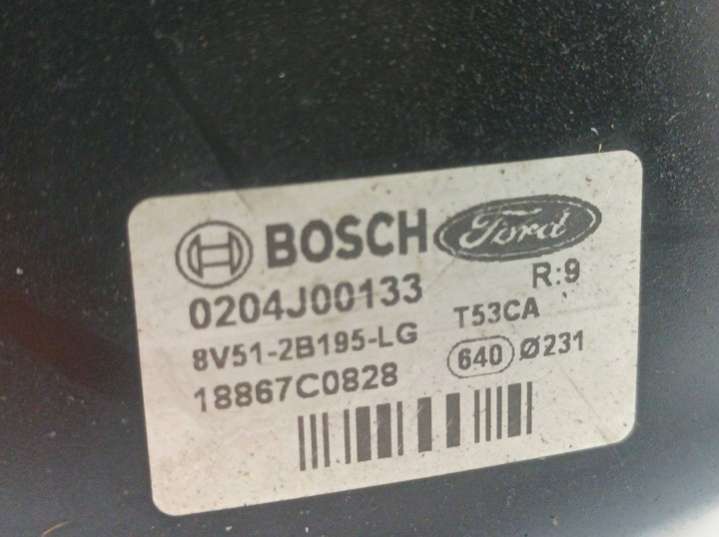 BOSCH Ford
0204J00133 R:9
8V51-2B195-LG T53CA
18867C0828 640 Ø231